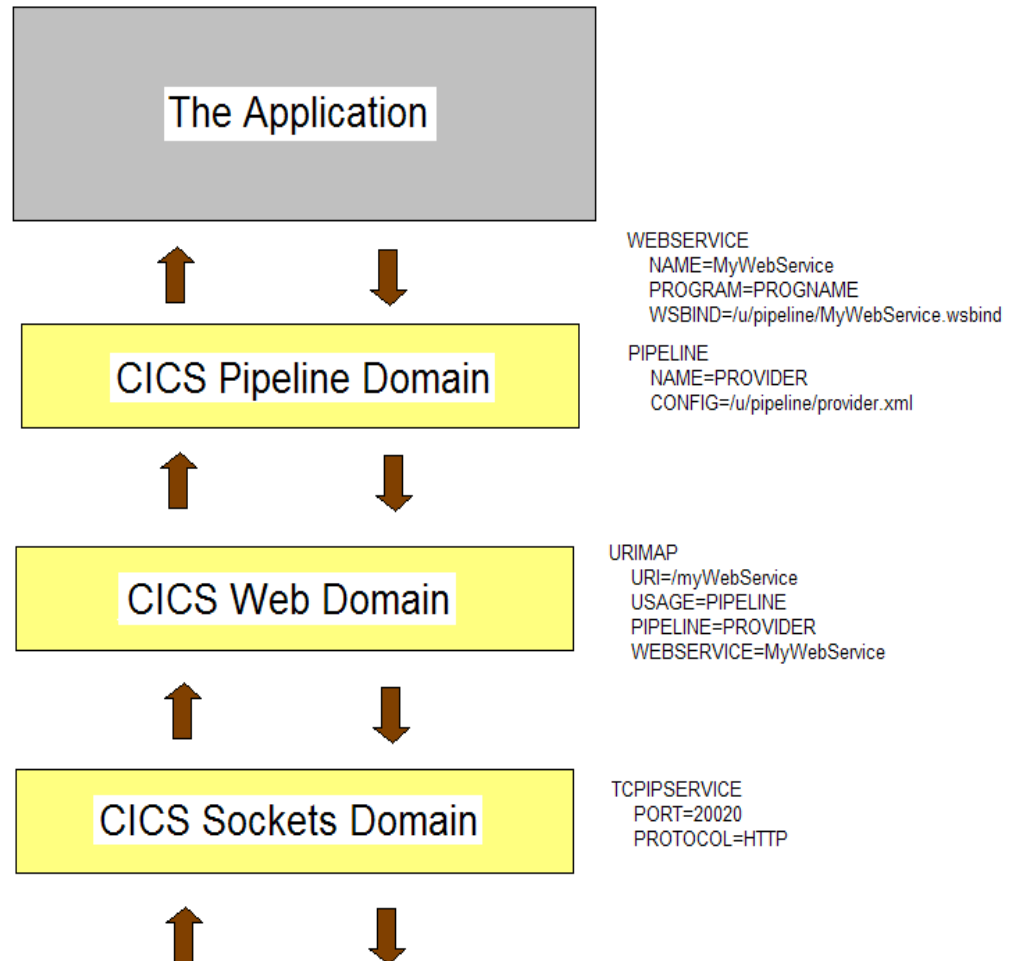 The Application
WEBSERVICE
NAME=MyWebService
PROGRAM=PROGNAME
WSBIND=/u/pipeline/MyWebService.wsbind
CICS Pipeline Domain
PIPELINE
NAME=PROVIDER
CONFIG=/u/pipeline/provider.xml
CICS Web Domain
URIMAP
URI=/myWebService
USAGE=PIPELINE
PIPELINE=PROVIDER
WEBSERVICE=MyWebService
CICS Sockets Domain
TCPIPSERVICE
PORT=20020
PROTOCOL=HTTP